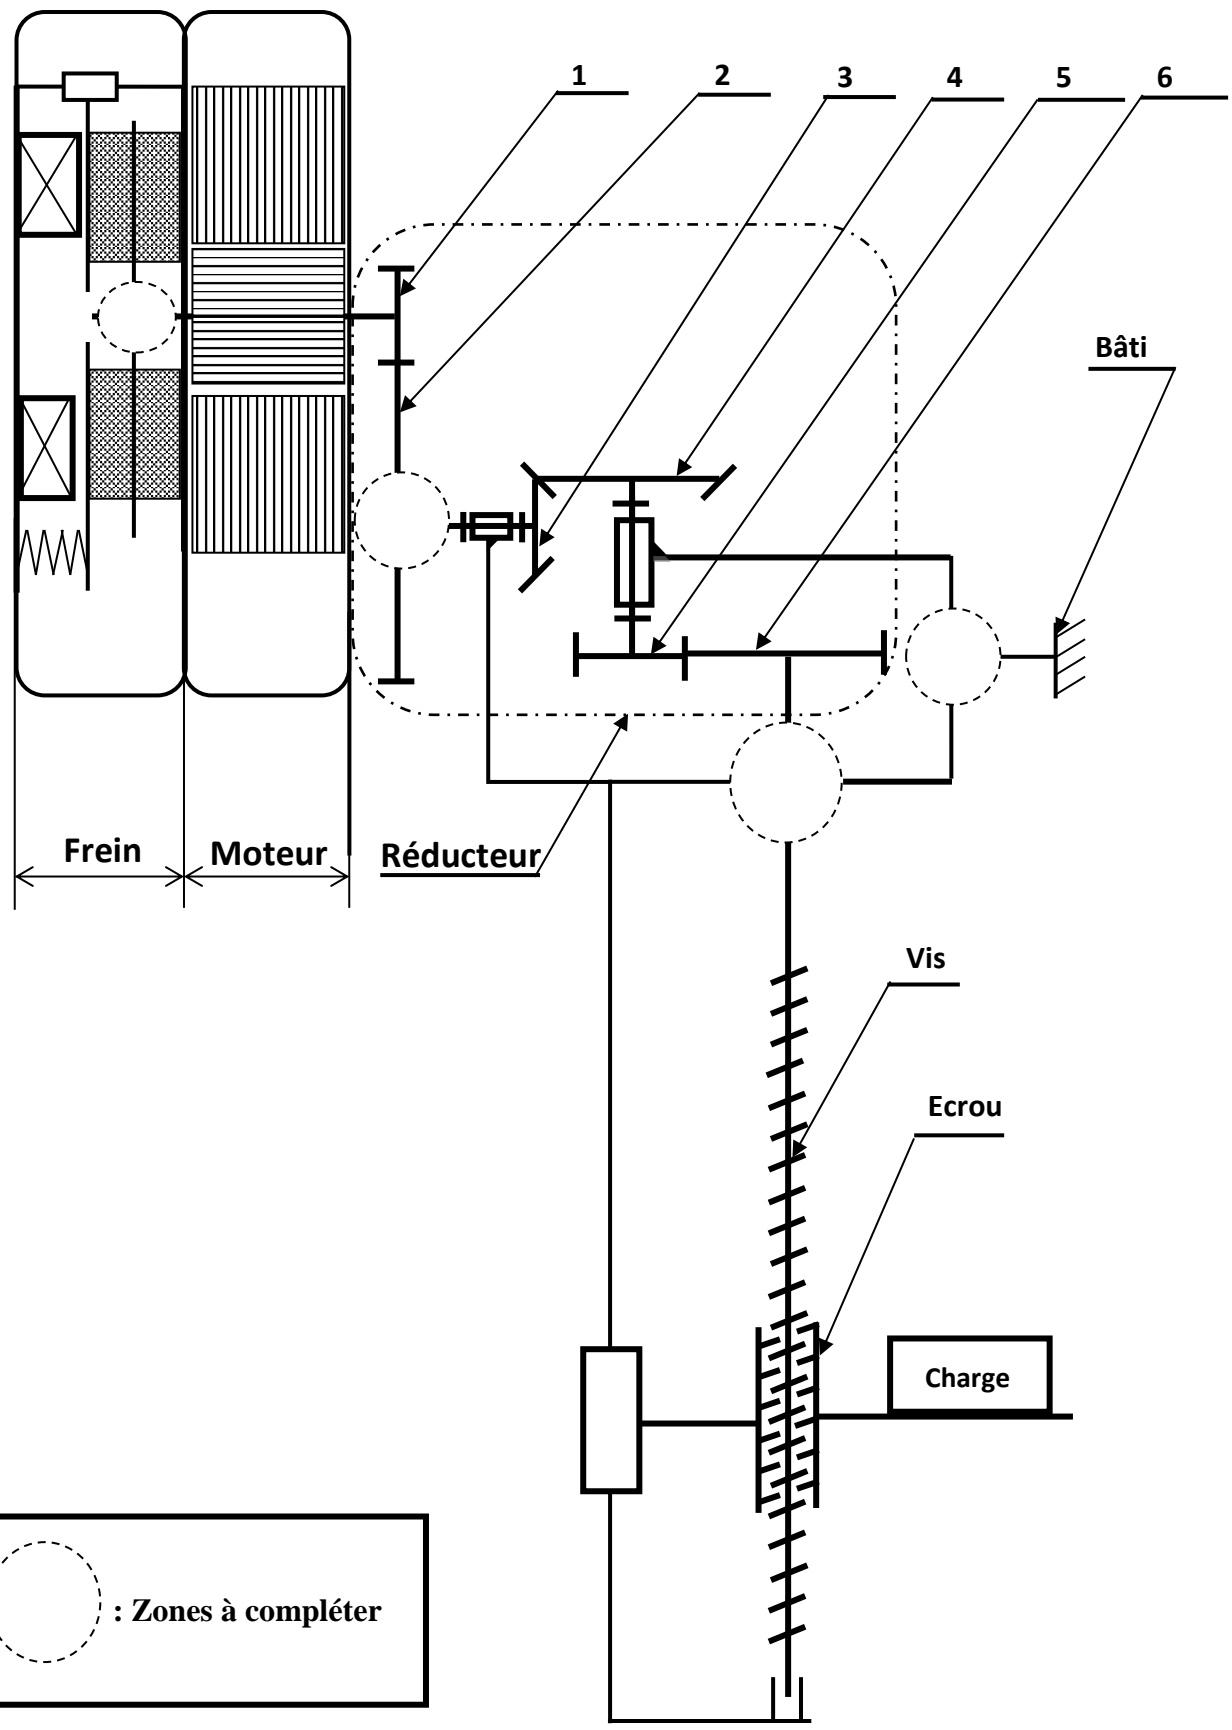 1 2 3 4 5 6
Bâti
Frein Moteur Réducteur
Vis
Ecrou
Charge
: Zones à compléter